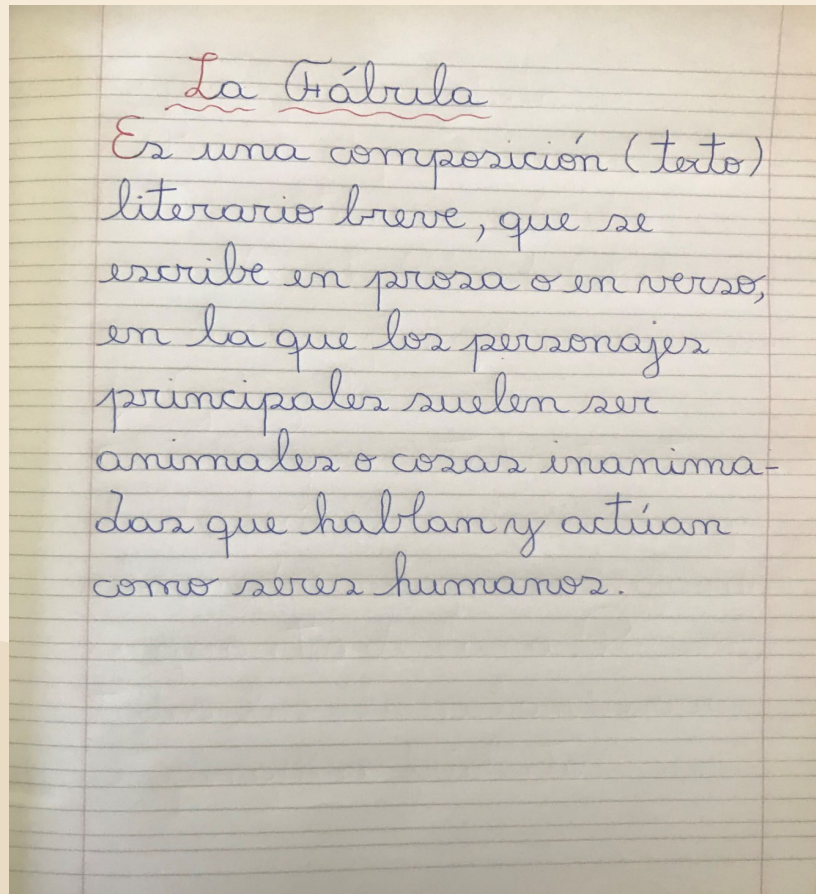 La Fábula
Es una composición (texto)
literario breve, que se
escribe en prosa o en verso,
en la que los personajes
principales suelen ser
animales o cosas inanima-
das que hablan y actúan
como seres humanos.